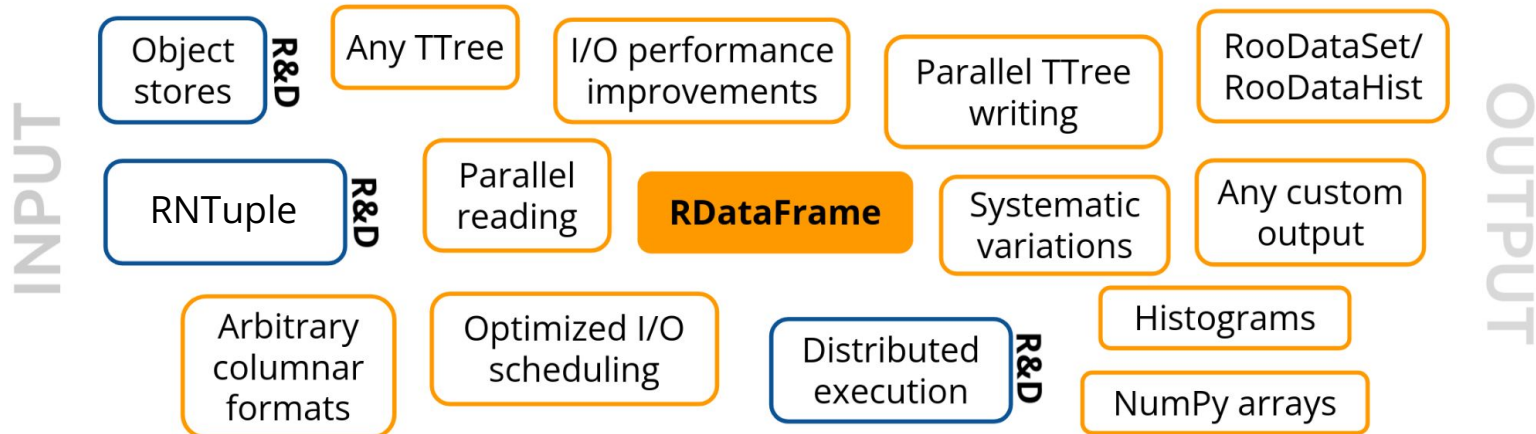 INPUT
Object
stores
R&D
Any TTree
I/O performance
improvements
Parallel TTree
writing
RooDataSet/
RooDataHist
OUTPUT
RNTuple
R&D
Parallel
reading
RDataFrame
Systematic
variations
Any custom
output
Arbitrary
columnar
formats
Optimized I/O
scheduling
Distributed
execution
R&D
Histograms
NumPy arrays